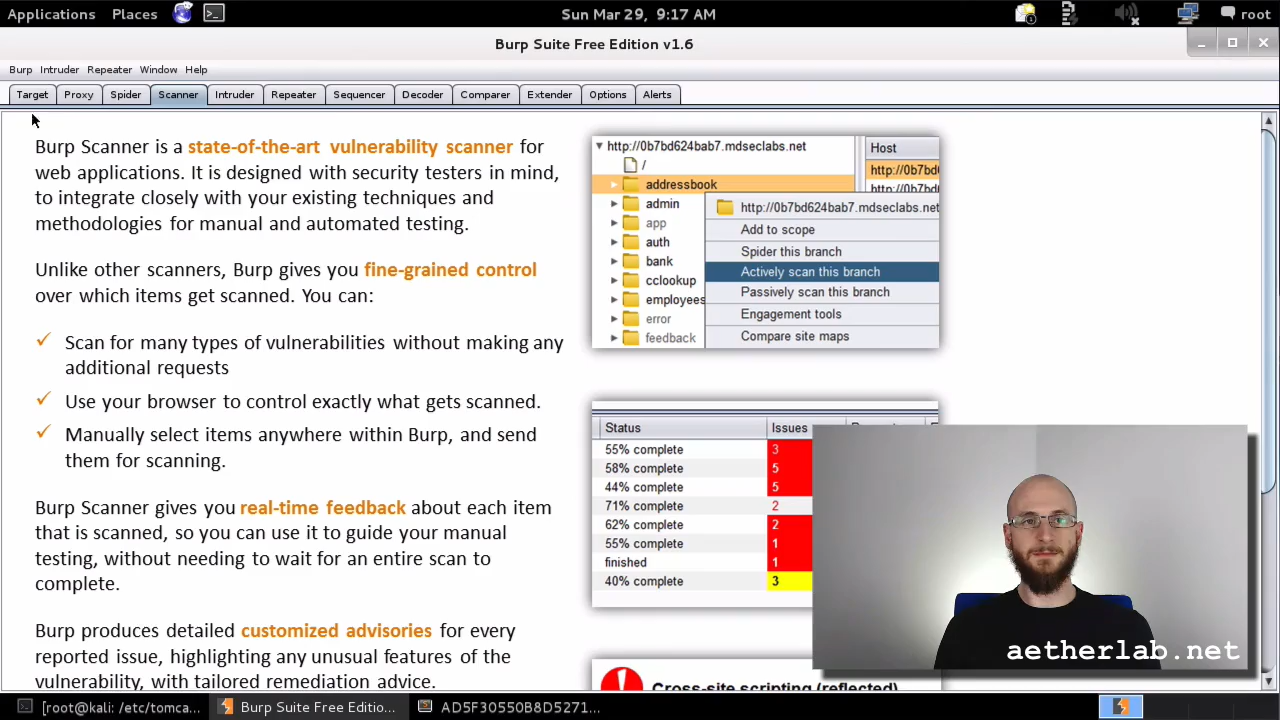 Applications Places Sun Mar 29, 9:17 AM root
Burp Suite Free Edition v1.6
Burp Intruder Repeater Window Help
Target Proxy Spider Scanner Intruder Repeater Sequencer Decoder Comparer Extender Options Alerts
Burp Scanner is a state-of-the-art vulnerability scanner for
web applications. It is designed with security testers in mind,
to integrate closely with your existing techniques and
methodologies for manual and automated testing.
Unlike other scanners, Burp gives you fine-grained control
over which items get scanned. You can:
Scan for many types of vulnerabilities without making any
additional requests
Use your browser to control exactly what gets scanned.
Manually select items anywhere within Burp, and send
them for scanning.
Burp Scanner gives you real-time feedback about each item
that is scanned, so you can use it to guide your manual
testing, without needing to wait for an entire scan to
complete.
Burp produces detailed customized advisories for every
reported issue, highlighting any unusual features of the
vulnerability, with tailored remediation advice.
http://0b7bd624bab7.mdseclabs.net
/
addressbook
admin
app
auth
bank
cclookup
employees
error
feedback
Host
http://0b7bd
http://0b7bd
http://0b7bd624bab7.mdseclabs.net
Add to scope
Spider this branch
Actively scan this branch
Passively scan this branch
Engagement tools
Compare site maps
Status Issues
55% complete 3
58% complete 5
44% complete 5
71% complete 2
62% complete 2
55% complete 1
finished 1
40% complete 3
Cross-site scripting (reflected)
aetherlab.net
[root@kali: /etc/tomca... Burp Suite Free Editio... AD5F30550B8D5271...